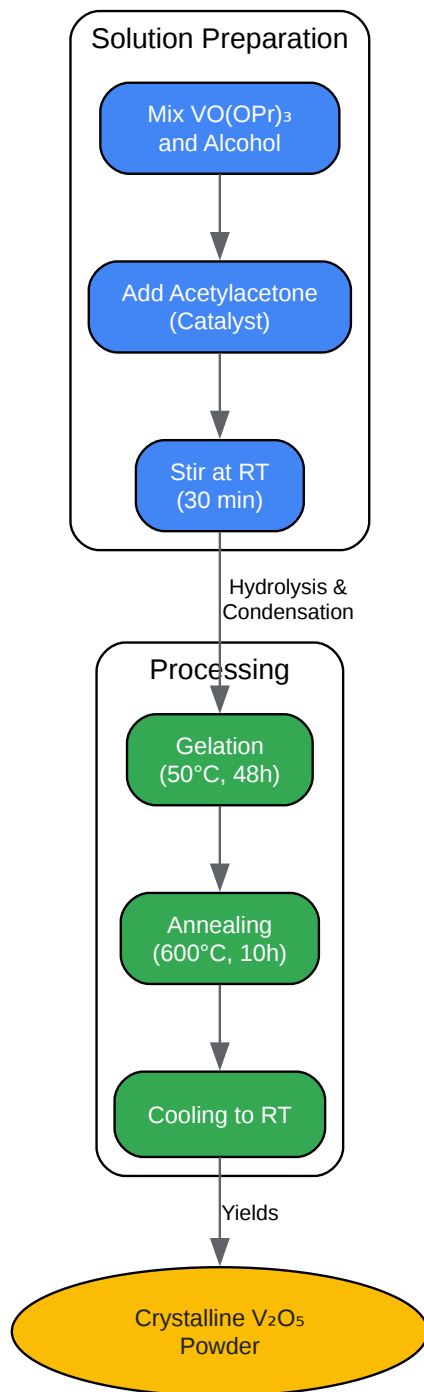 Solution Preparation
Mix VO(OPr)₃
and Alcohol
Add Acetylacetone
(Catalyst)
Stir at RT
(30 min)
Hydrolysis &
Condensation
Processing
Gelation
(50°C, 48h)
Annealing
(600°C, 10h)
Cooling to RT
Yields
Crystalline V₂O₅
Powder